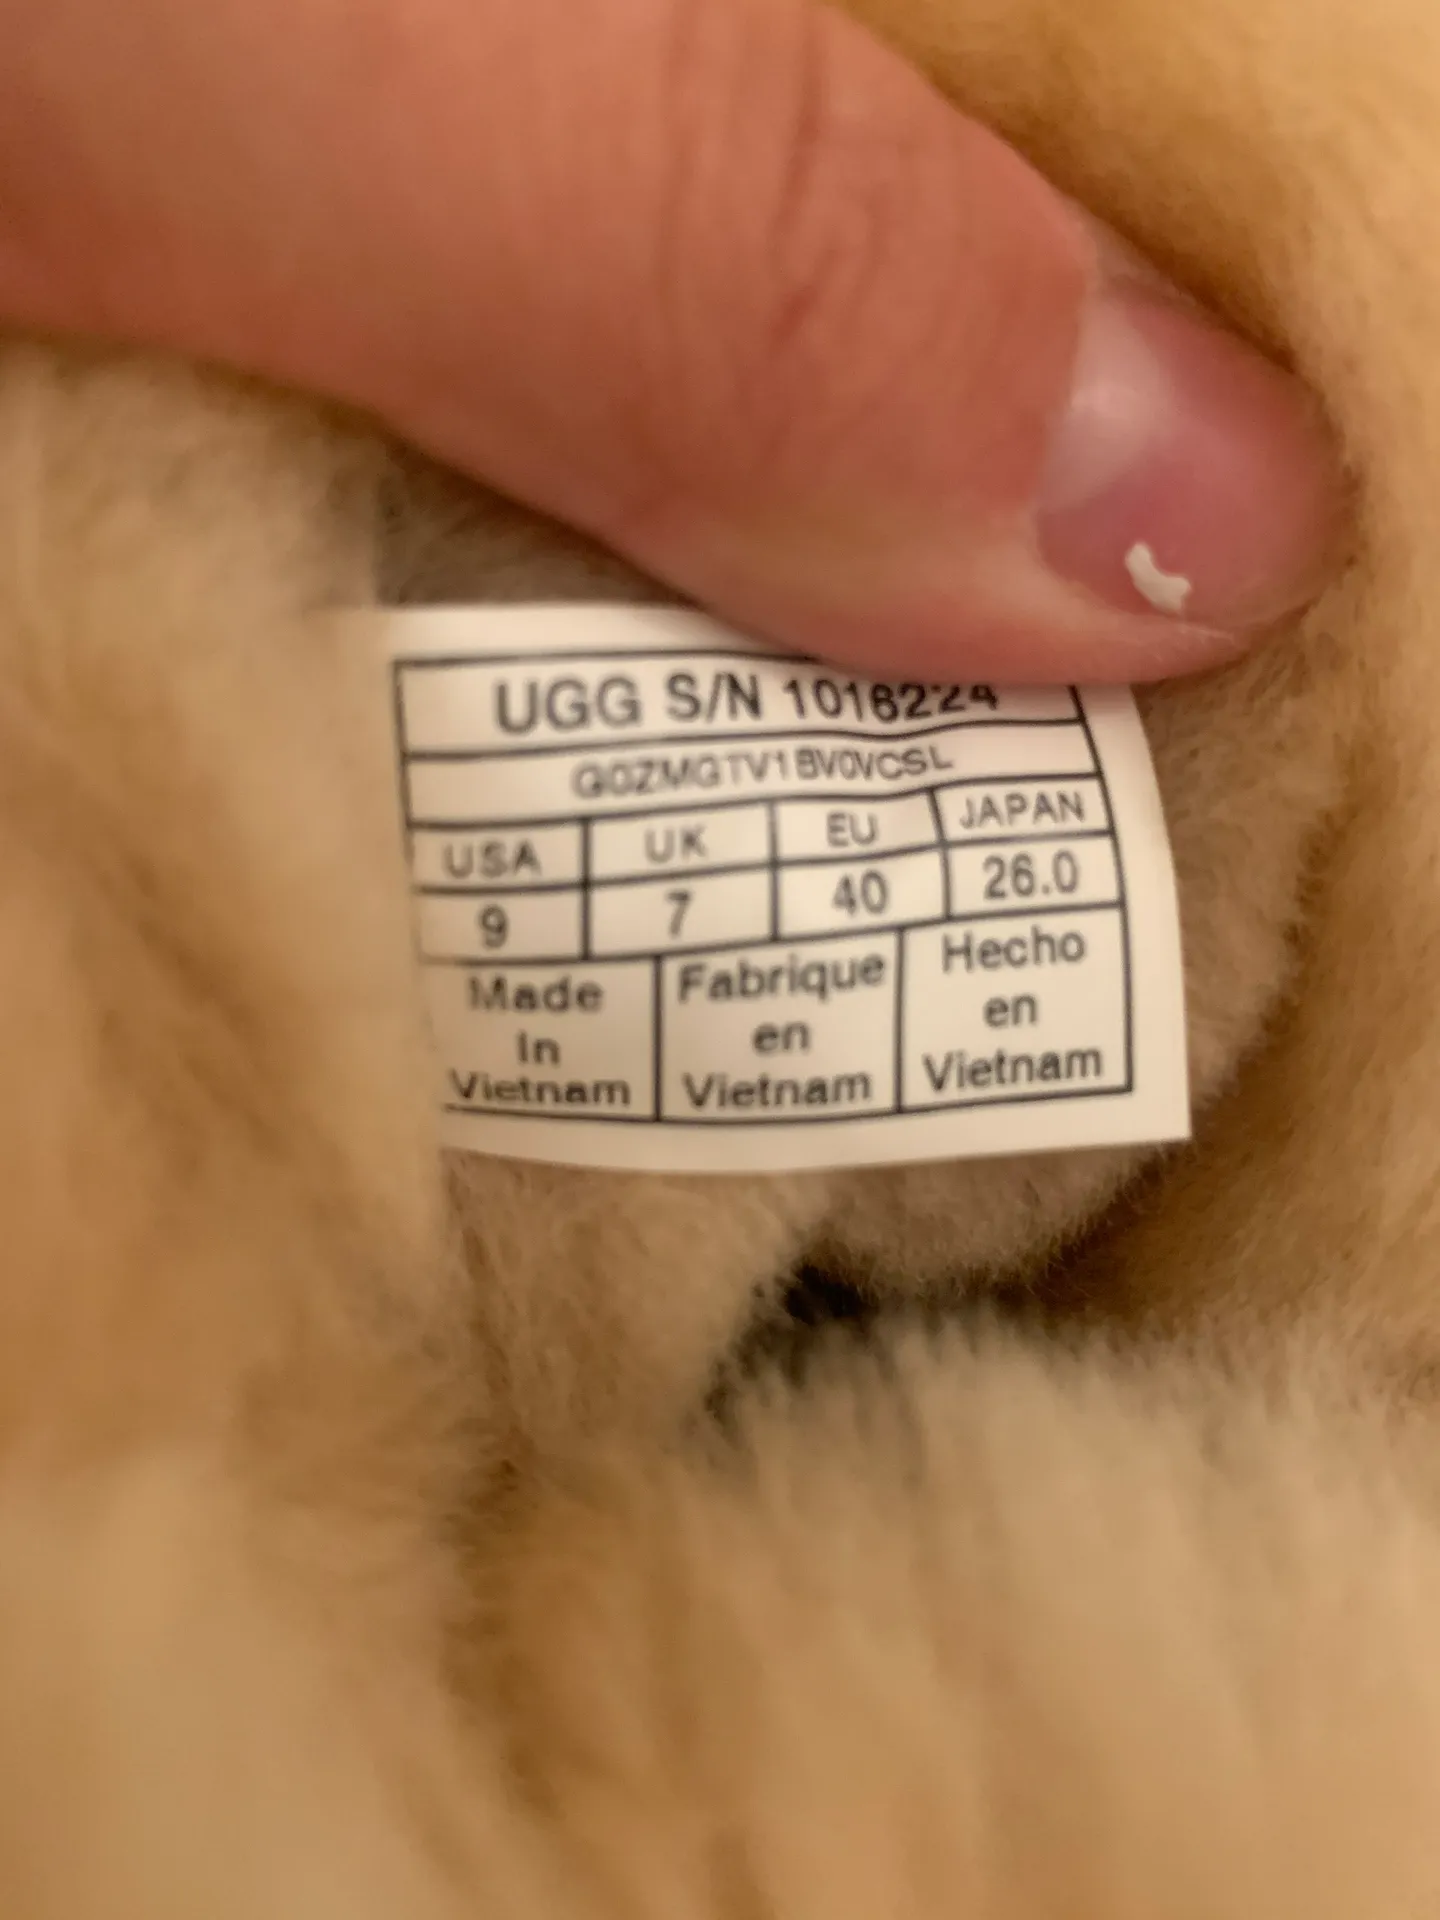 UGG S/N 1016224
G0ZMGTV1BV0VCSL
USA UK EU JAPAN
9 7 40 26.0
Made
In
Vietnam
Fabrique
en
Vietnam
Hecho
en
Vietnam